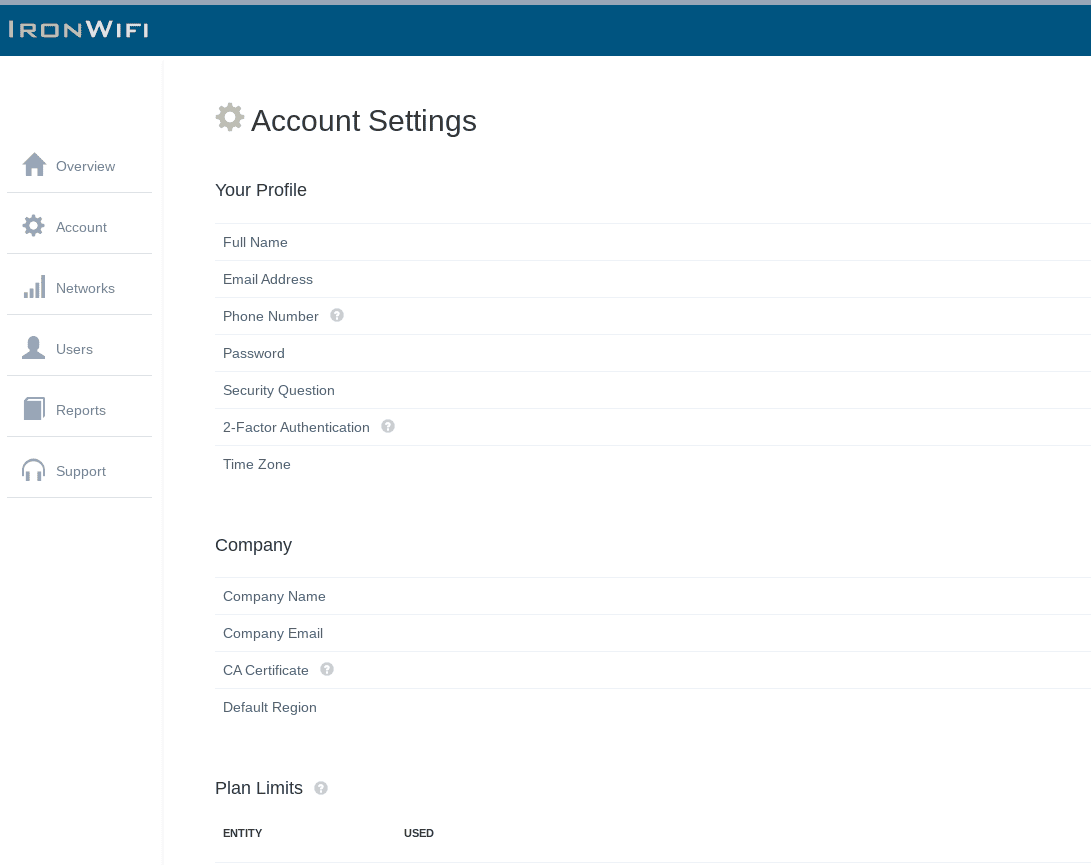 IRONWIFI
Account Settings
Overview
Account
Networks
Users
Reports
Support
Your Profile
Full Name
Email Address
Phone Number ?
Password
Security Question
2-Factor Authentication ?
Time Zone
Company
Company Name
Company Email
CA Certificate ?
Default Region
Plan Limits ?
ENTITY USED